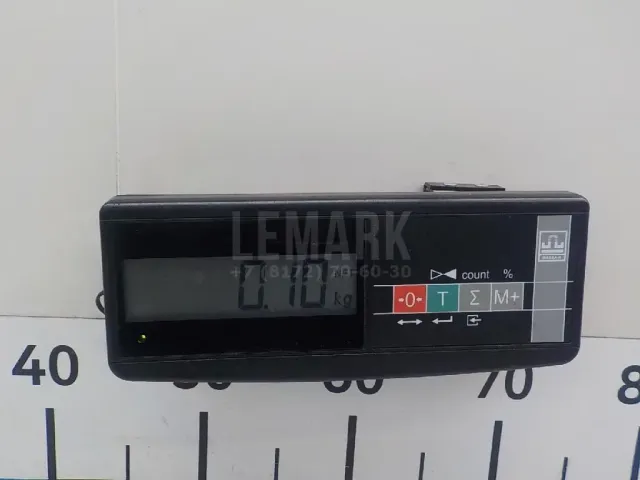 LEMARK
+7 (8172) 70-60-30
0.10 kg
count %
→0← T Σ M+
40 50 60 70 8